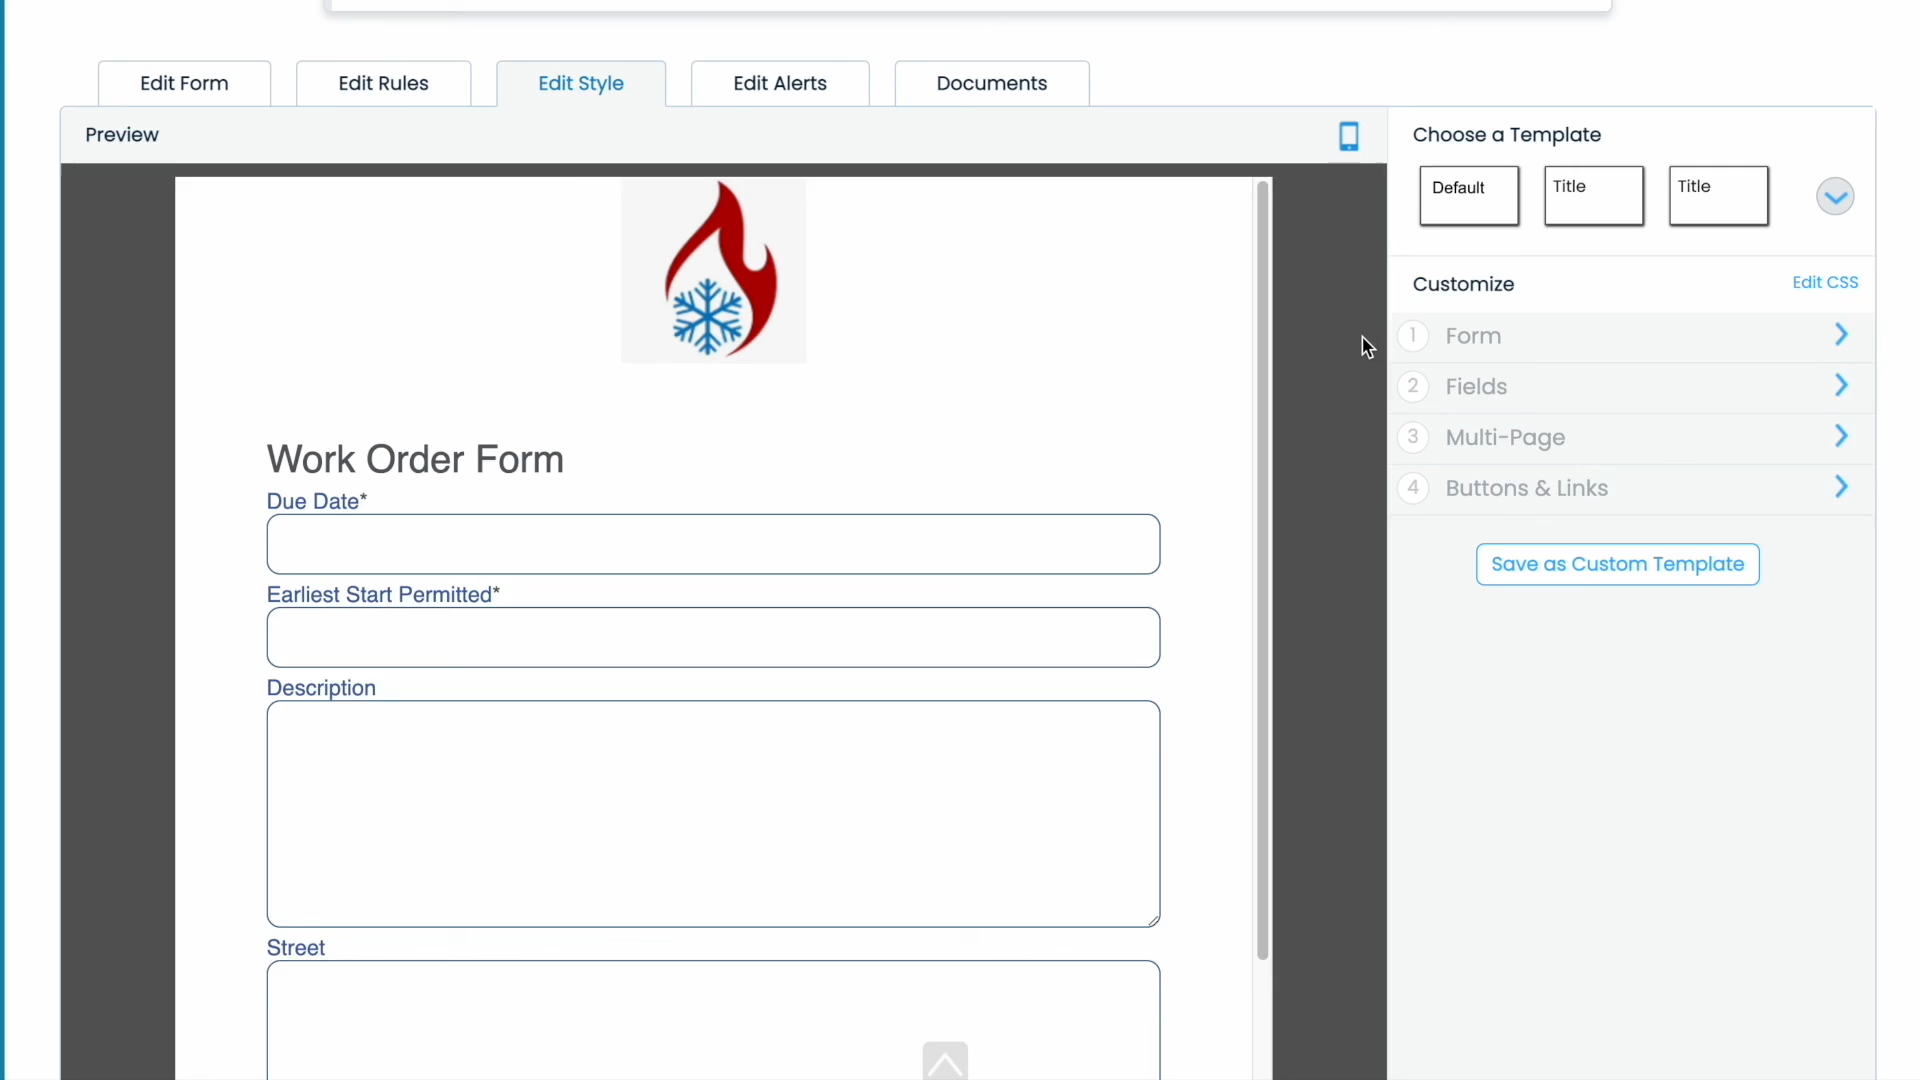 Edit Form
Edit Rules
Edit Style
Edit Alerts
Documents
Preview
Choose a Template
Default
Title
Title
Customize
Edit CSS
1 Form
2 Fields
3 Multi-Page
4 Buttons & Links
Save as Custom Template
Work Order Form
Due Date*
Earliest Start Permitted*
Description
Street